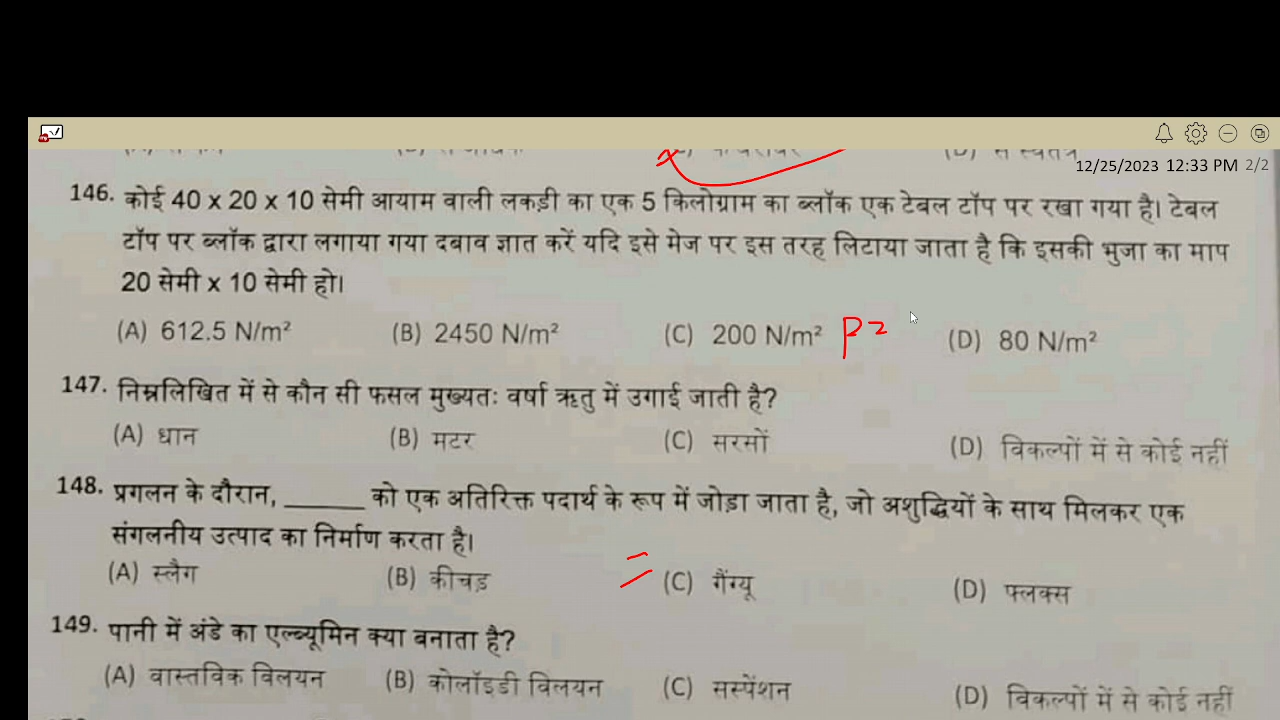 12/25/2023 12:33 PM 2/2
146. कोई 40 x 20 x 10 सेमी आयाम वाली लकड़ी का एक 5 किलोग्राम का ब्लॉक एक टेबल टॉप पर रखा गया है। टेबल
टॉप पर ब्लॉक द्वारा लगाया गया दबाव ज्ञात करें यदि इसे मेज पर इस तरह लिटाया जाता है कि इसकी भुजा का माप
20 सेमी x 10 सेमी हो।
(A) 612.5 N/m² (B) 2450 N/m² (C) 200 N/m² P= (D) 80 N/m²
147. निम्नलिखित में से कौन सी फसल मुख्यतः वर्षा ऋतु में उगाई जाती है?
(A) धान (B) मटर (C) सरसों (D) विकल्पों में से कोई नहीं
148. प्रगलन के दौरान, ______ को एक अतिरिक्त पदार्थ के रूप में जोड़ा जाता है, जो अशुद्धियों के साथ मिलकर एक
संगलनीय उत्पाद का निर्माण करता है।
(A) स्लैग (B) कीचड़ (C) गैंग्यू (D) फ्लक्स
149. पानी में अंडे का एल्ब्यूमिन क्या बनाता है?
(A) वास्तविक विलयन (B) कोलॉइडी विलयन (C) सस्पेंशन (D) विकल्पों में से कोई नहीं